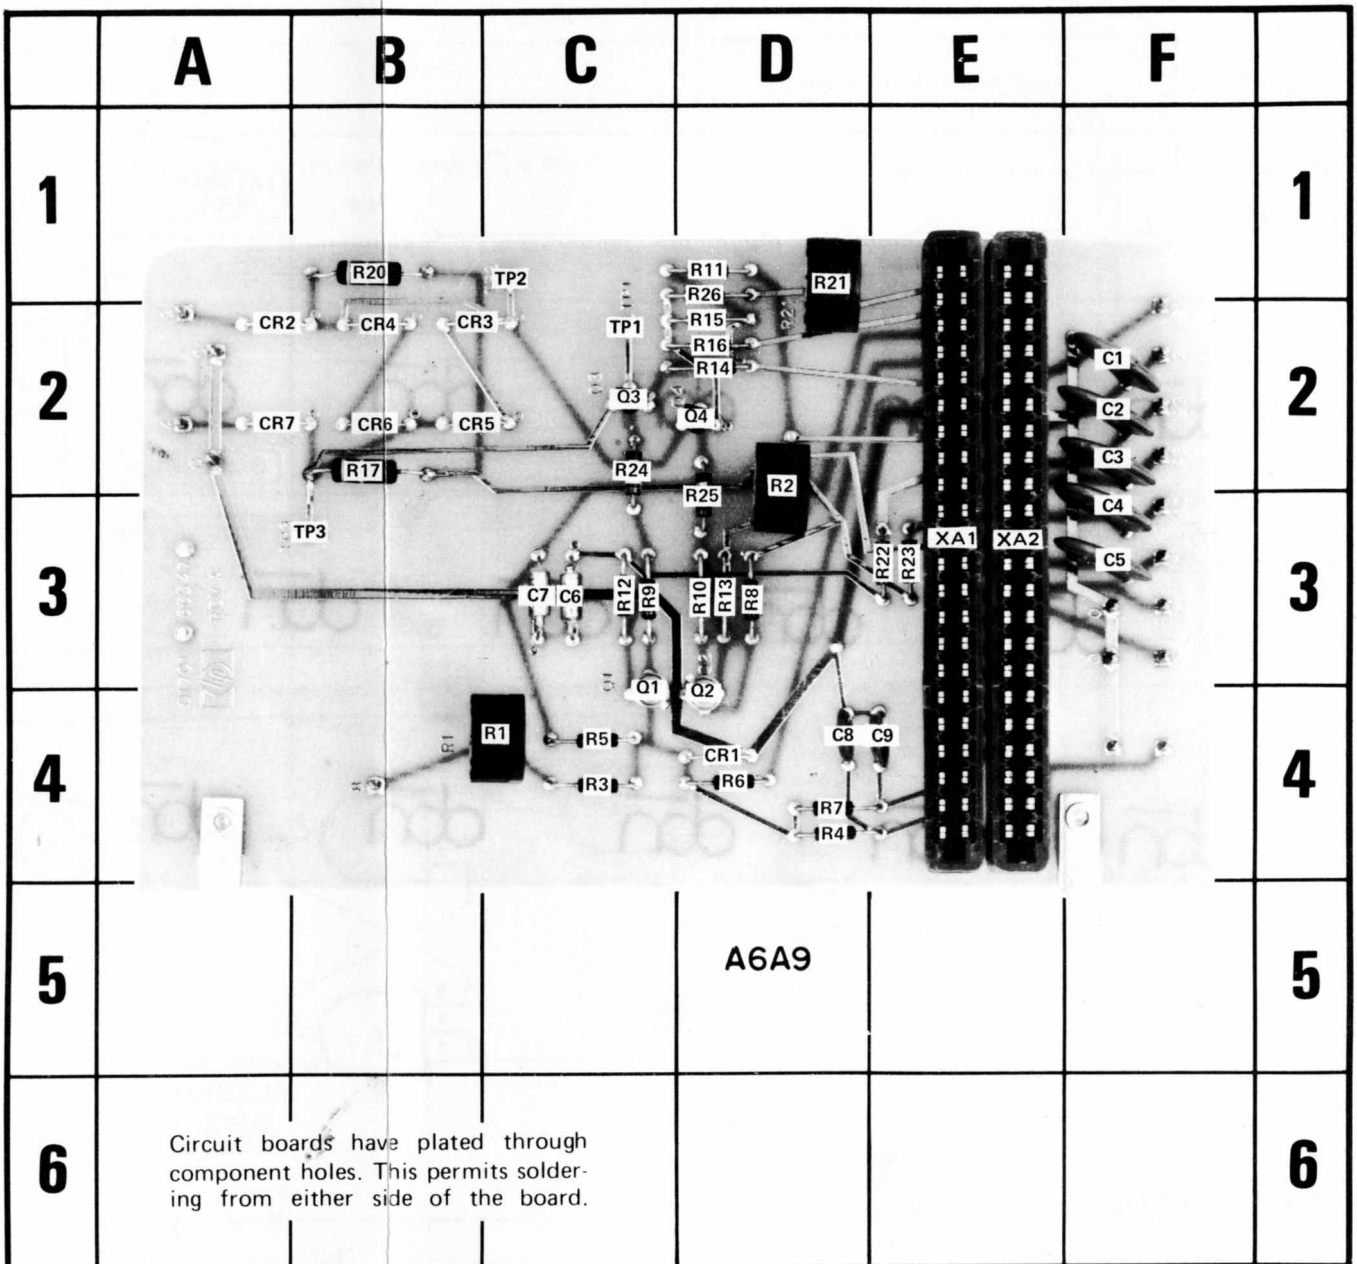 A B C D E F
1 1
R20 TP2 R11 R21
R26
CR2 CR4 CR3 TP1 R15
R16 C1
R14
2 Q3 C2 2
CR7 CR6 CR5 Q4
R17 R24 C3
R2
R25 C4
TP3 XA1 XA2
C5
3 C7 C6 R12 R9 R10 R13 R8 R22 R23 3
Q1 Q1 Q2
R1 R1 R5 C8 C9
CR1
4 R3 R6 4
R7
R4
A6A9
5 5
Circuit boards have plated through
6 component holes. This permits solder- 6
ing from either side of the board.